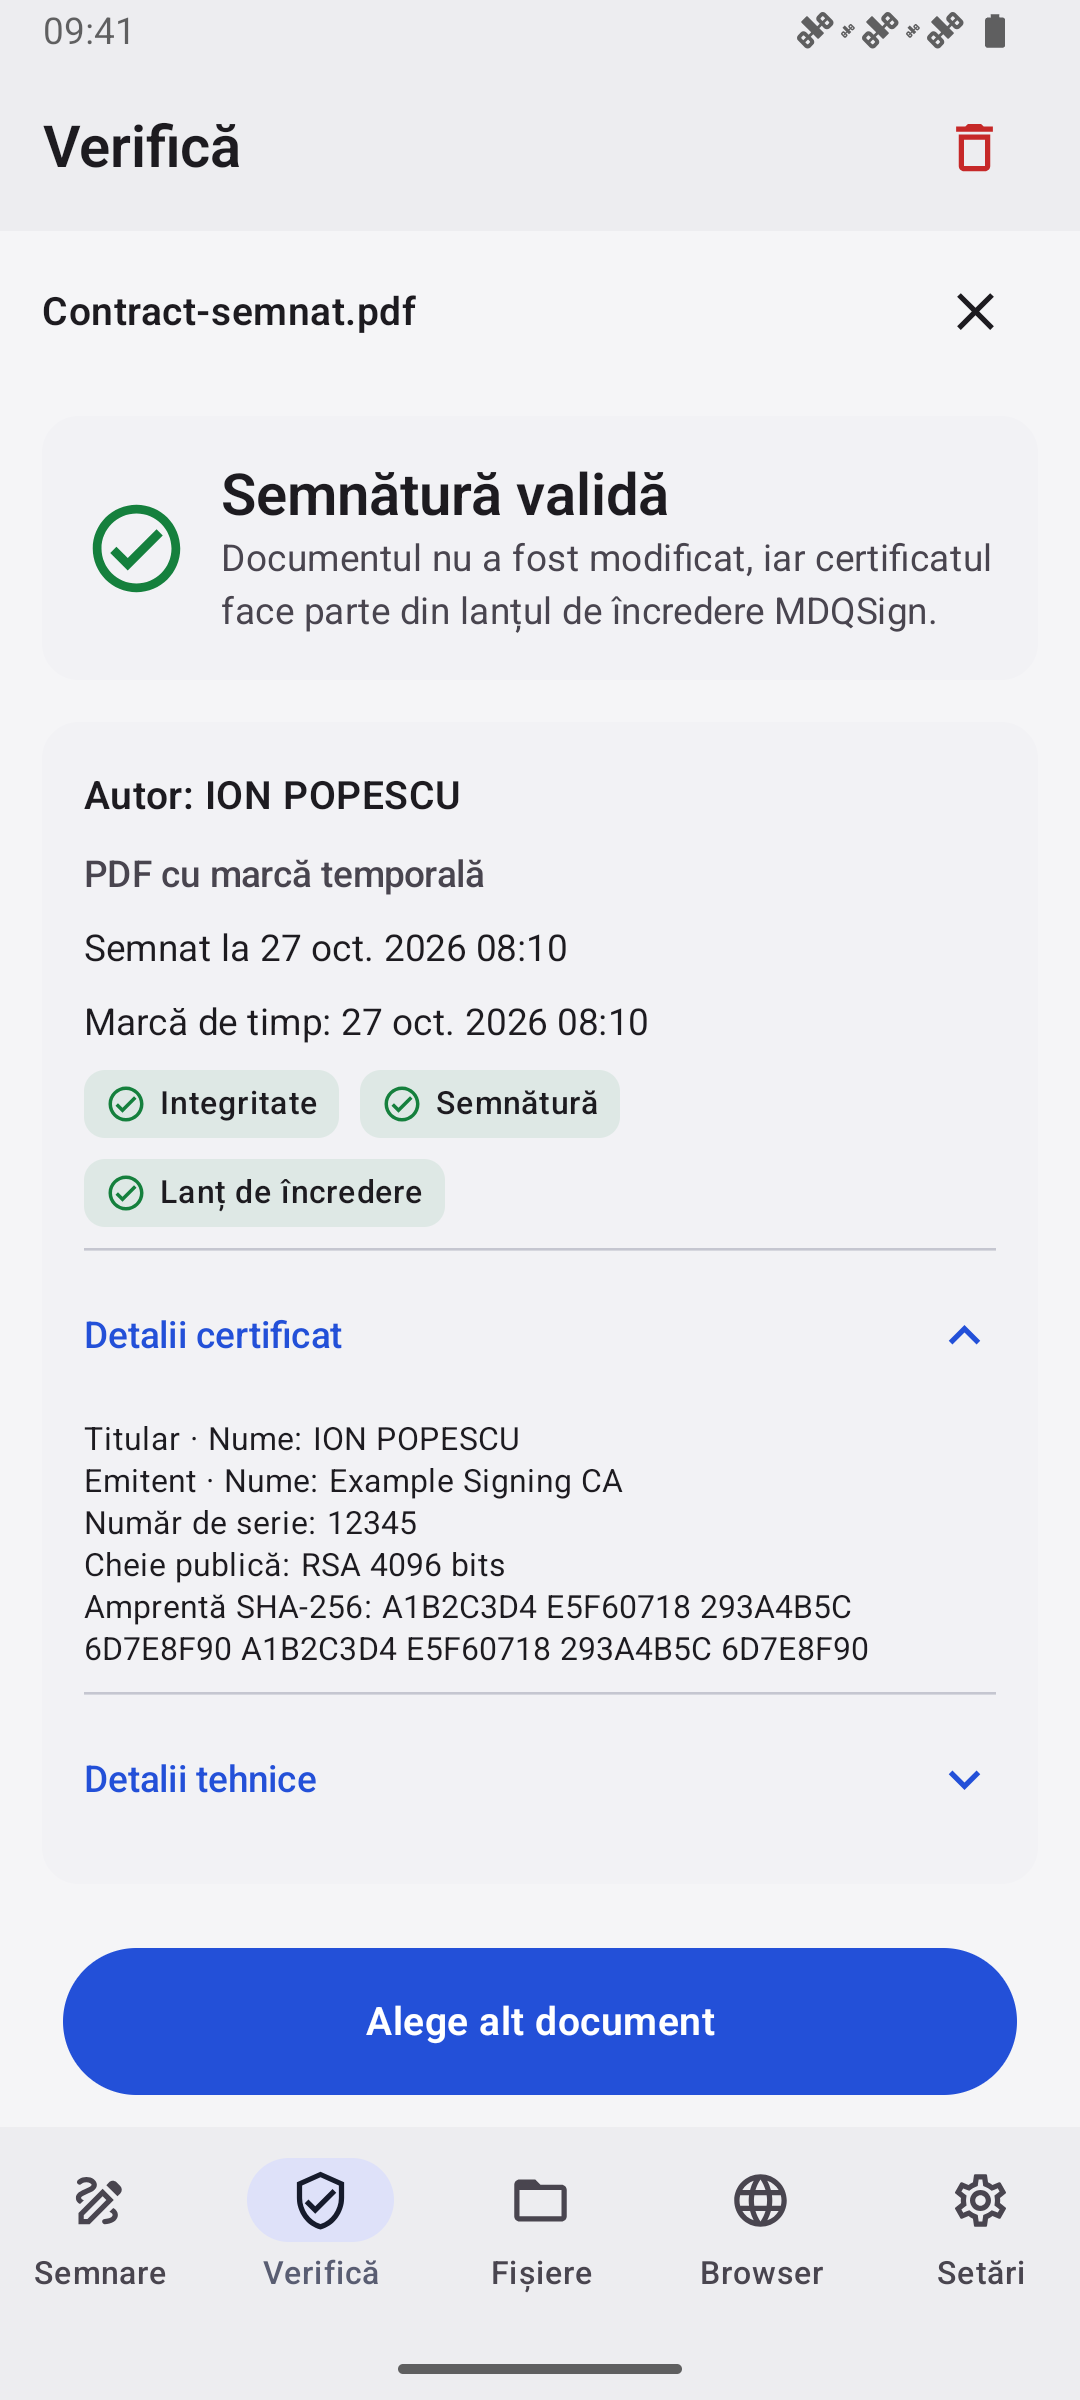 09:41
Verifică
Contract-semnat.pdf
Semnătură validă
Documentul nu a fost modificat, iar certificatul
face parte din lanțul de încredere MDQSign.
Autor: ION POPESCU
PDF cu marcă temporală
Semnat la 27 oct. 2026 08:10
Marcă de timp: 27 oct. 2026 08:10
Integritate
Semnătură
Lanț de încredere
Detalii certificat
Titular · Nume: ION POPESCU
Emitent · Nume: Example Signing CA
Număr de serie: 12345
Cheie publică: RSA 4096 bits
Amprentă SHA-256: A1B2C3D4 E5F60718 293A4B5C
6D7E8F90 A1B2C3D4 E5F60718 293A4B5C 6D7E8F90
Detalii tehnice
Alege alt document
Semnare
Verifică
Fișiere
Browser
Setări